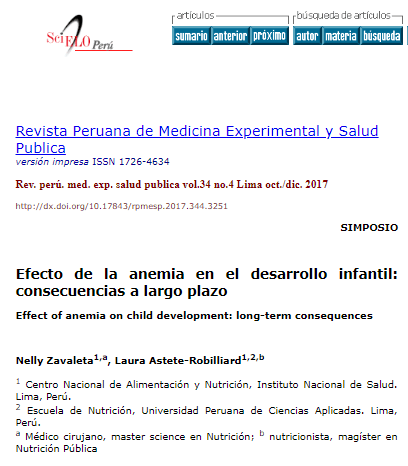 SciELO Perú
artículos
búsqueda de artículos
sumario anterior próximo
autor materia búsqueda
Revista Peruana de Medicina Experimental y Salud
Publica
versión impresa ISSN 1726-4634
Rev. perú. med. exp. salud publica vol.34 no.4 Lima oct./dic. 2017
http://dx.doi.org/10.17843/rpmesp.2017.344.3251
SIMPOSIO
Efecto de la anemia en el desarrollo infantil:
consecuencias a largo plazo
Effect of anemia on child development: long-term consequences
Nelly Zavaleta1,a, Laura Astete-Robilliard1,2,b
1 Centro Nacional de Alimentación y Nutrición, Instituto Nacional de Salud.
Lima, Perú.
2 Escuela de Nutrición, Universidad Peruana de Ciencias Aplicadas. Lima,
Perú.
a Médico cirujano, master science en Nutrición; b nutricionista, magíster en
Nutrición Pública